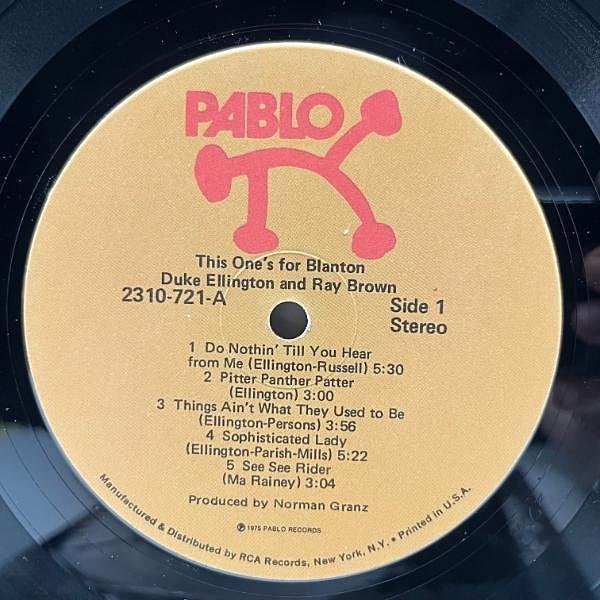 PABLO
This One's for Blanton
Duke Ellington and Ray Brown
2310-721-A
Side 1
Stereo
1 Do Nothin' Till You Hear
from Me (Ellington-Russell) 5:30
2 Pitter Panther Patter
(Ellington) 3:00
3 Things Ain't What They Used to Be
(Ellington-Persons) 3:56
4 Sophisticated Lady
(Ellington-Parish-Mills) 5:22
5 See See Rider
(Ma Rainey) 3:04
Produced by Norman Granz
℗ 1975 PABLO RECORDS
Manufactured & Distributed by RCA Records, New York, N.Y. • Printed in U.S.A.